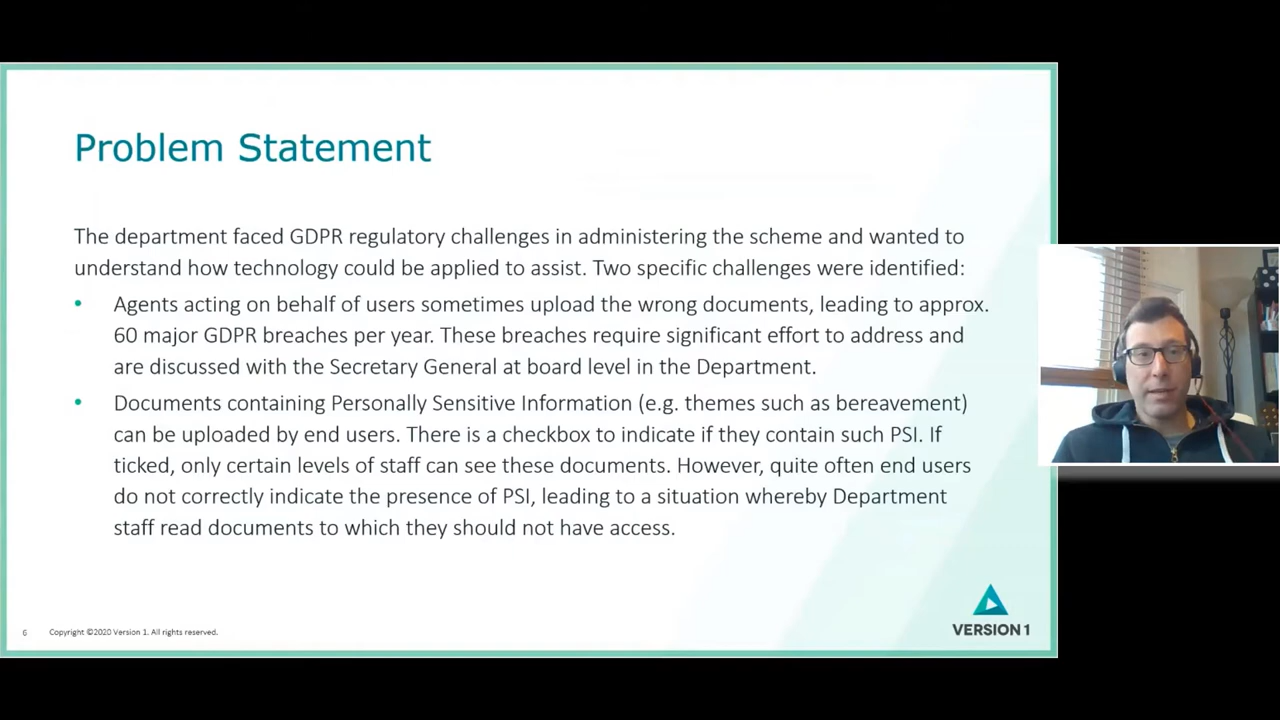 Problem Statement
The department faced GDPR regulatory challenges in administering the scheme and wanted to
understand how technology could be applied to assist. Two specific challenges were identified:
• Agents acting on behalf of users sometimes upload the wrong documents, leading to approx.
60 major GDPR breaches per year. These breaches require significant effort to address and
are discussed with the Secretary General at board level in the Department.
• Documents containing Personally Sensitive Information (e.g. themes such as bereavement)
can be uploaded by end users. There is a checkbox to indicate if they contain such PSI. If
ticked, only certain levels of staff can see these documents. However, quite often end users
do not correctly indicate the presence of PSI, leading to a situation whereby Department
staff read documents to which they should not have access.
6 Copyright ©2020 Version 1. All rights reserved.
VERSION 1